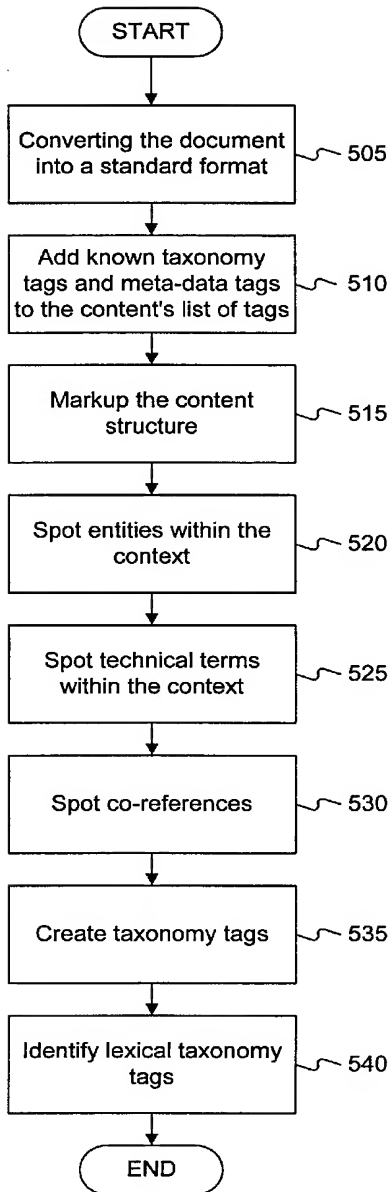 START
Converting the document
into a standard format
505
Add known taxonomy
tags and meta-data tags
to the content's list of tags
510
Markup the content
structure
515
Spot entities within the
context
520
Spot technical terms
within the context
525
Spot co-references
530
Create taxonomy tags
535
Identify lexical taxonomy
tags
540
END